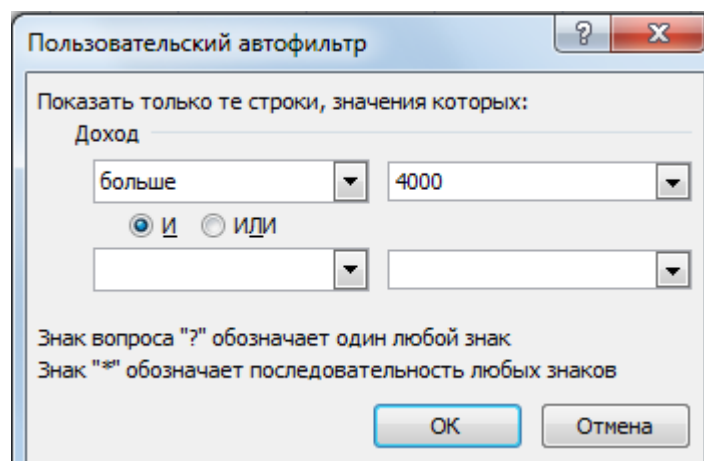 Пользовательский автофильтр
Показать только те строки, значения которых:
Доход
больше 4000
И ИЛИ
Знак вопроса "?" обозначает один любой знак
Знак "*" обозначает последовательность любых знаков
ОК Отмена